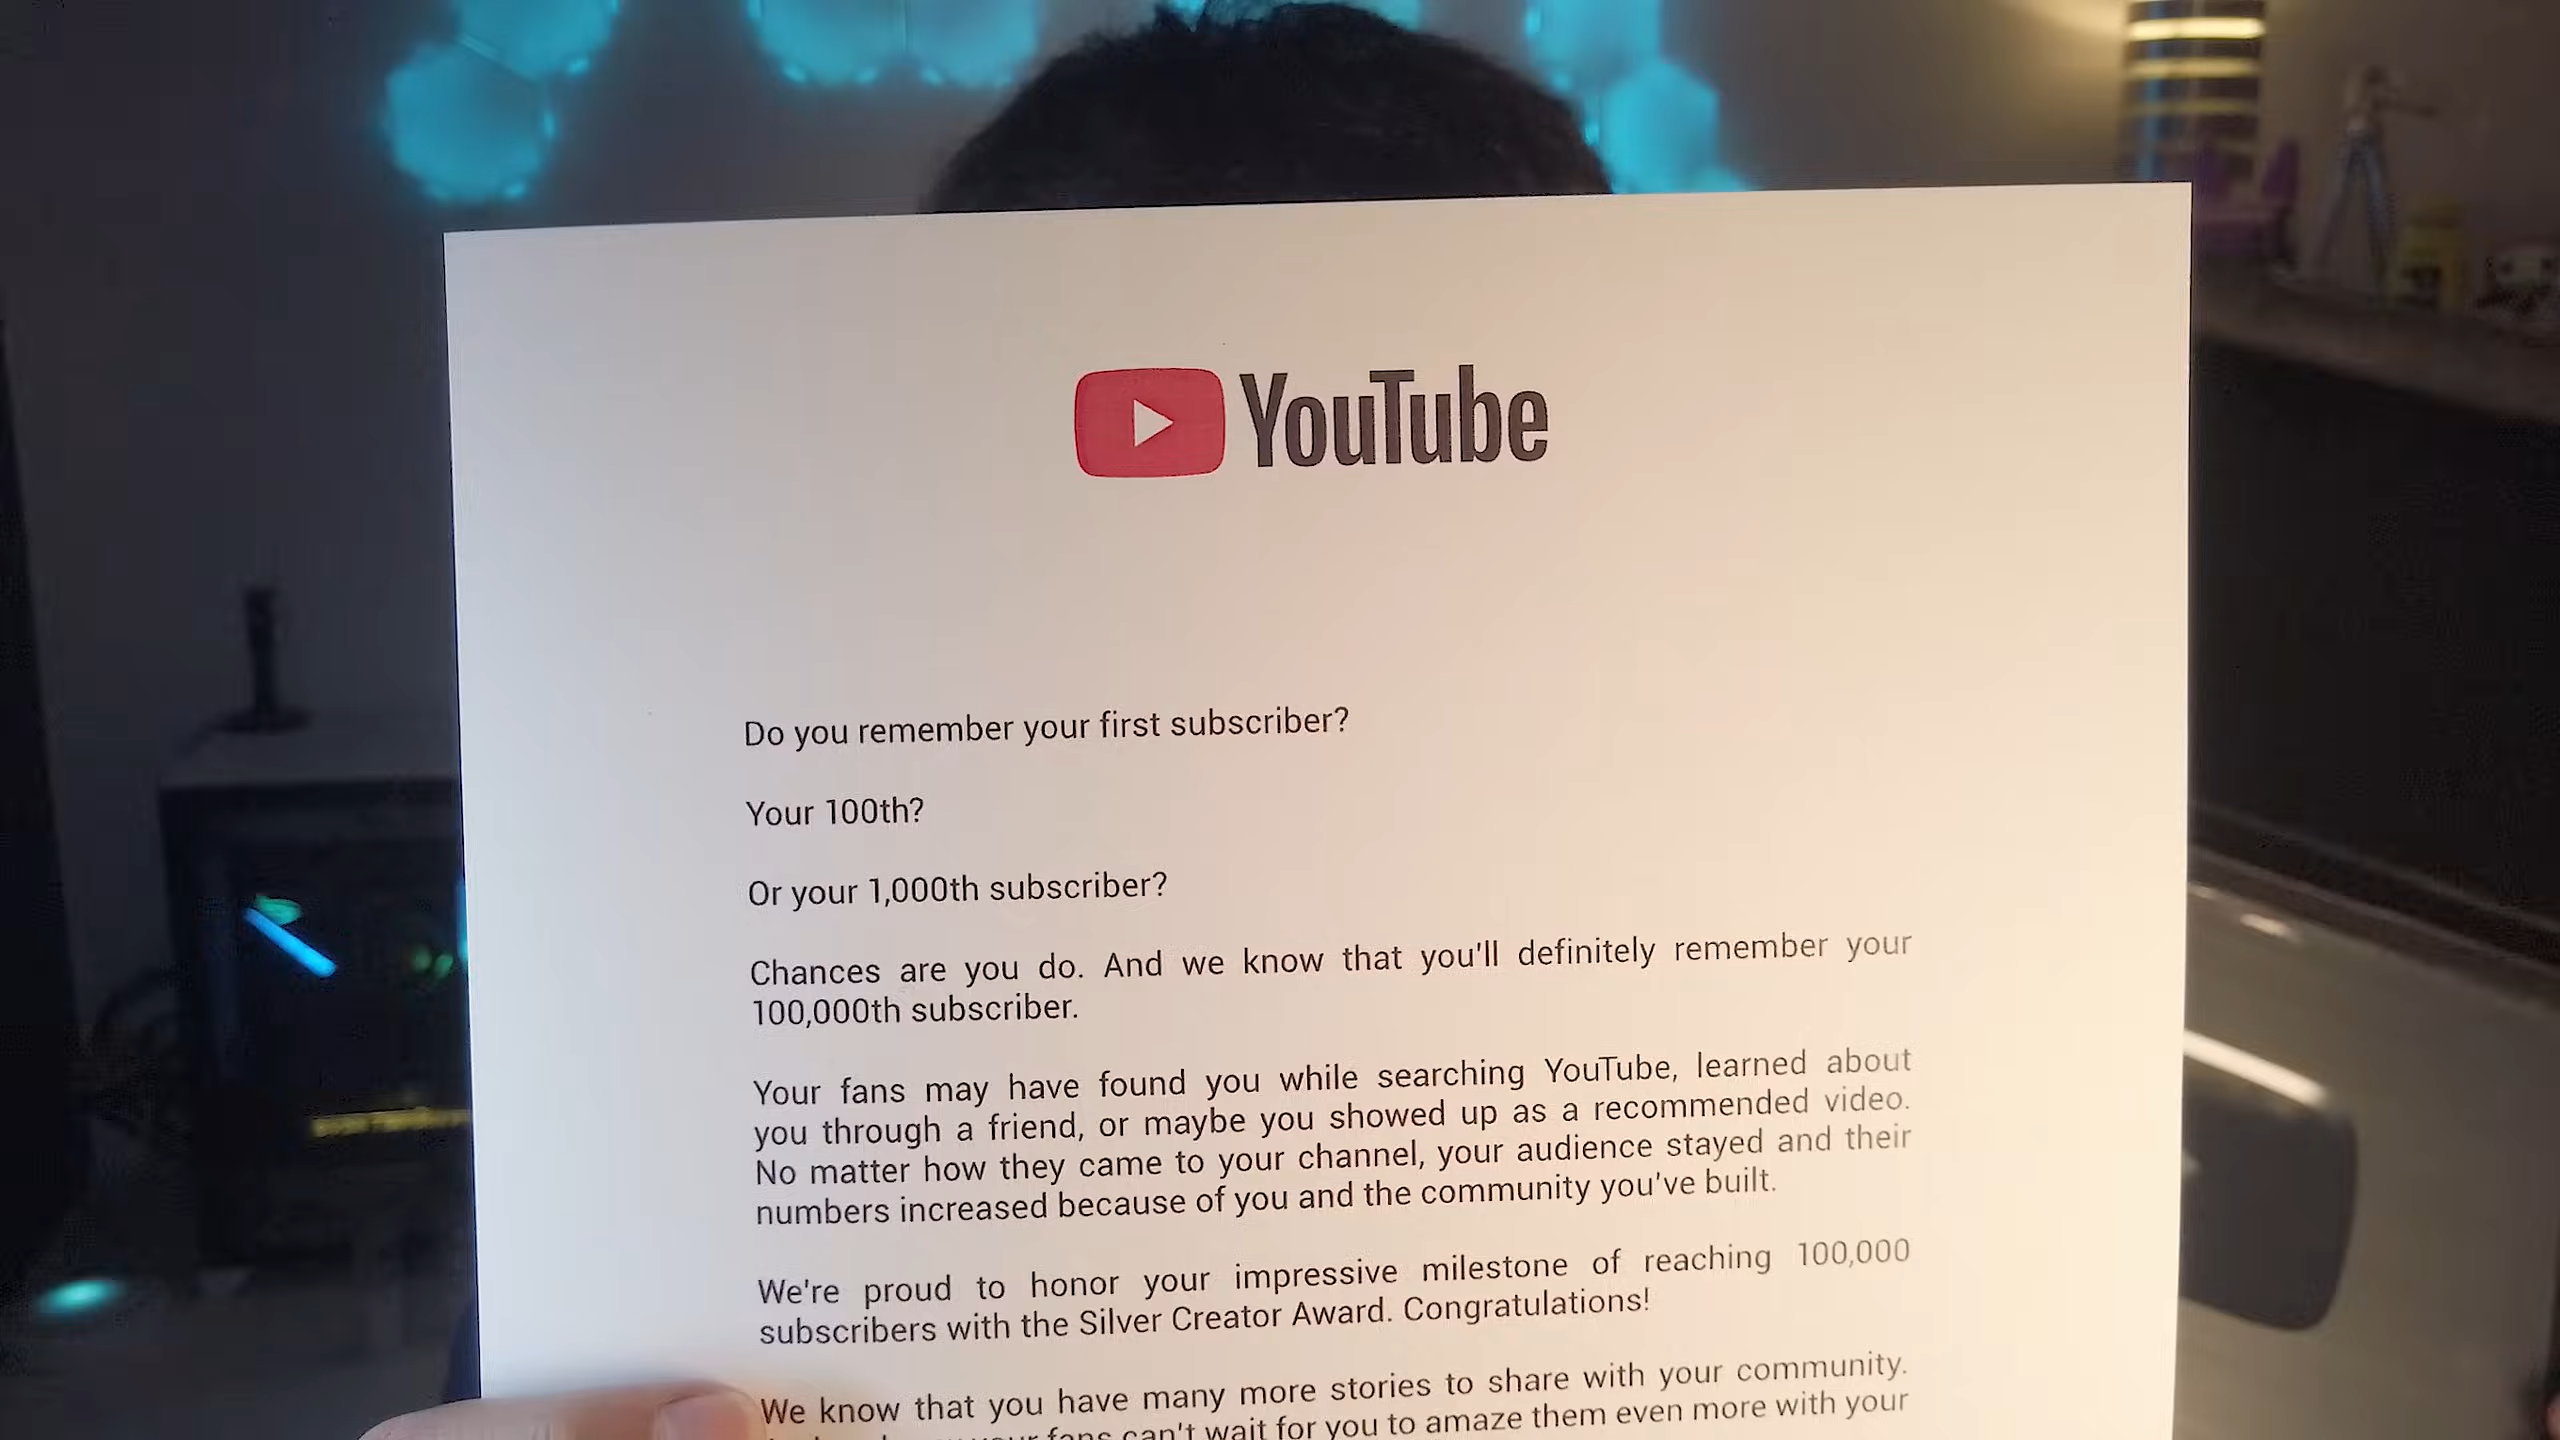 YouTube
Do you remember your first subscriber?
Your 100th?
Or your 1,000th subscriber?
Chances are you do. And we know that you'll definitely remember your
100,000th subscriber.
Your fans may have found you while searching YouTube, learned about
you through a friend, or maybe you showed up as a recommended video.
No matter how they came to your channel, your audience stayed and their
numbers increased because of you and the community you've built.
We're proud to honor your impressive milestone of reaching 100,000
subscribers with the Silver Creator Award. Congratulations!
We know that you have many more stories to share with your community.
fans can't wait for you to amaze them even more with your